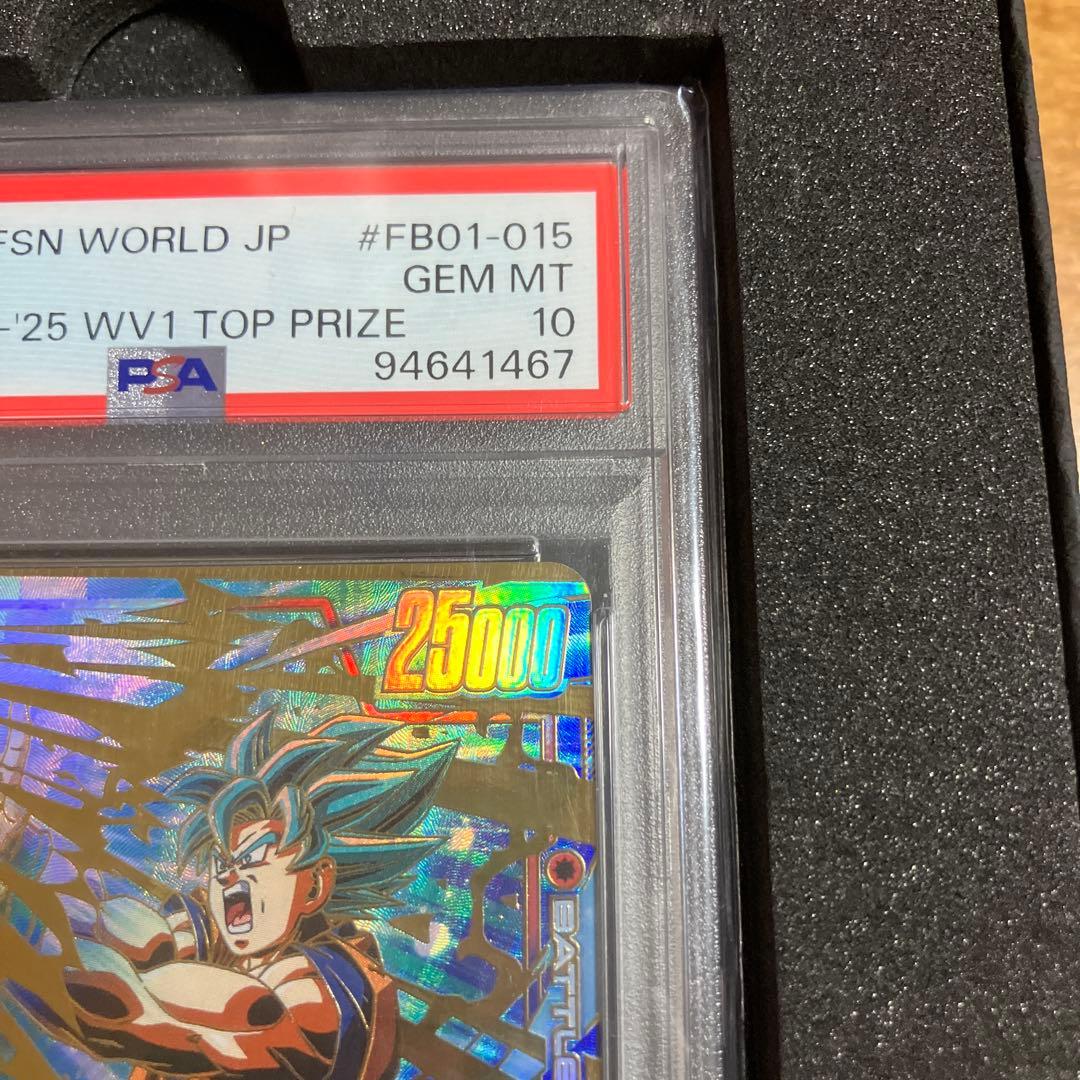 FSN WORLD JP #FB01-015
GEM MT
-'25 WV1 TOP PRIZE 10
PSA 94641467
25000
BATTLE